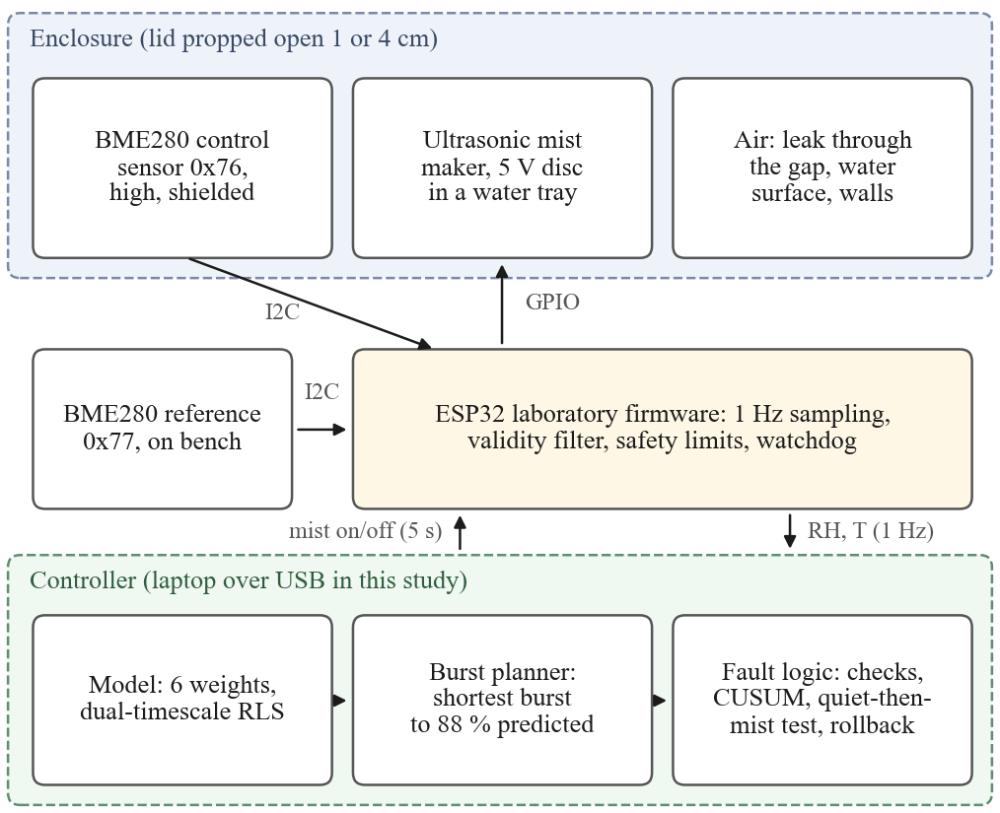 Enclosure (lid propped open 1 or 4 cm)
BME280 control
sensor 0x76,
high, shielded
Ultrasonic mist
maker, 5 V disc
in a water tray
Air: leak through
the gap, water
surface, walls
I2C
GPIO
BME280 reference
0x77, on bench
I2C
ESP32 laboratory firmware: 1 Hz sampling,
validity filter, safety limits, watchdog
mist on/off (5 s)
RH, T (1 Hz)
Controller (laptop over USB in this study)
Model: 6 weights,
dual-timescale RLS
Burst planner:
shortest burst
to 88 % predicted
Fault logic: checks,
CUSUM, quiet-then-
mist test, rollback